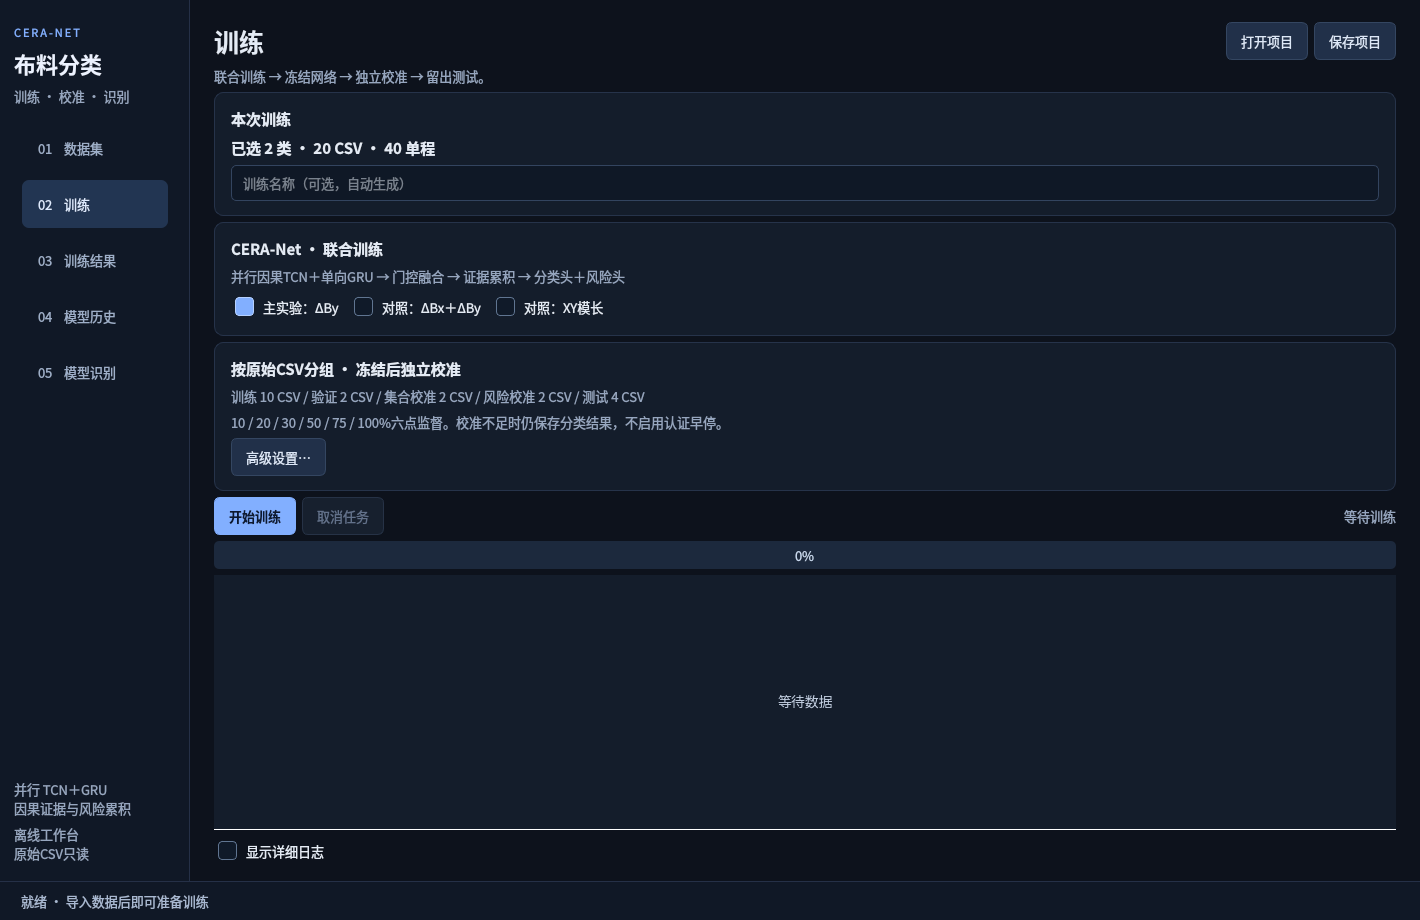 CERA-NET
布料分类
训练 · 校准 · 识别
01 数据集
02 训练
03 训练结果
04 模型历史
05 模型识别
并行 TCN＋GRU
因果证据与风险累积
离线工作台
原始CSV只读
训练
打开项目
保存项目
联合训练→冻结网络→独立校准→留出测试。
本次训练
已选 2 类 · 20 CSV · 40 单程
训练名称（可选，自动生成）
CERA-Net · 联合训练
并行因果TCN＋单向GRU→门控融合→证据累积→分类头＋风险头
主实验：ΔBy
对照：ΔBx＋ΔBy
对照：XY模长
按原始CSV分组 · 冻结后独立校准
训练 10 CSV / 验证 2 CSV / 集合校准 2 CSV / 风险校准 2 CSV / 测试 4 CSV
10 / 20 / 30 / 50 / 75 / 100%六点监督。校准不足时仍保存分类结果，不启用认证早停。
高级设置…
开始训练
取消任务
等待训练
0%
等待数据
显示详细日志
就绪 · 导入数据后即可准备训练